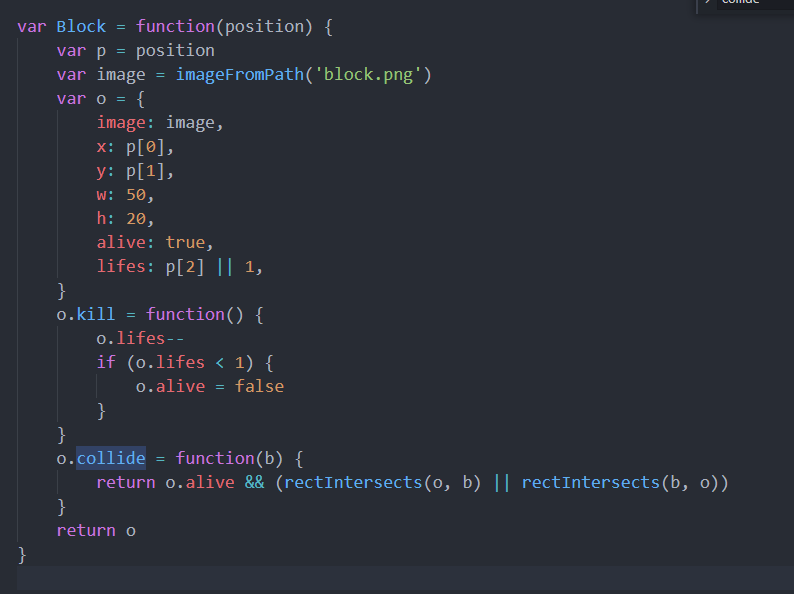 collide
var Block = function(position) {
    var p = position
    var image = imageFromPath('block.png')
    var o = {
        image: image,
        x: p[0],
        y: p[1],
        w: 50,
        h: 20,
        alive: true,
        lifes: p[2] || 1,
    }
    o.kill = function() {
        o.lifes--
        if (o.lifes < 1) {
            o.alive = false
        }
    }
    o.collide = function(b) {
        return o.alive && (rectIntersects(o, b) || rectIntersects(b, o))
    }
    return o
}